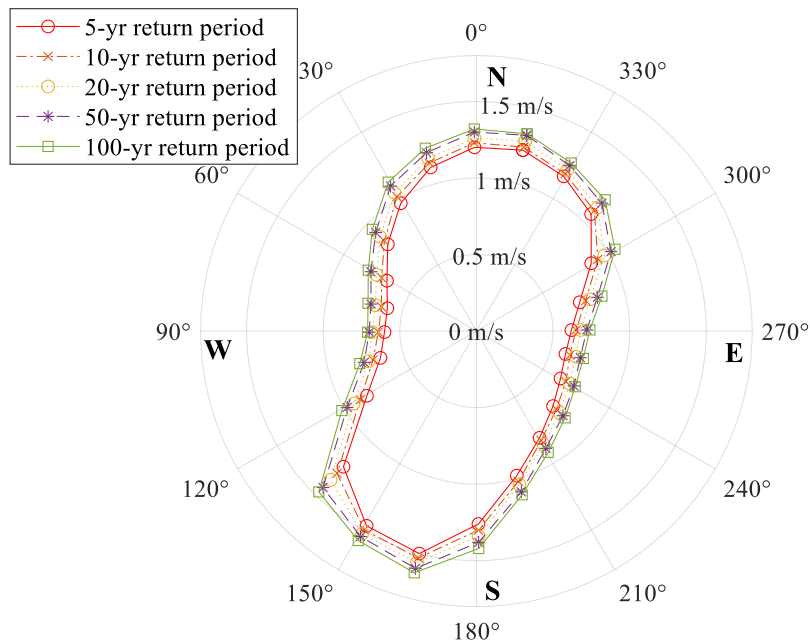 5-yr return period
10-yr return period
20-yr return period
50-yr return period
100-yr return period
0°
30°
330°
N
1.5 m/s
60°
1 m/s
300°
0.5 m/s
90°
W
0 m/s
E
270°
120°
240°
150°
S
210°
180°